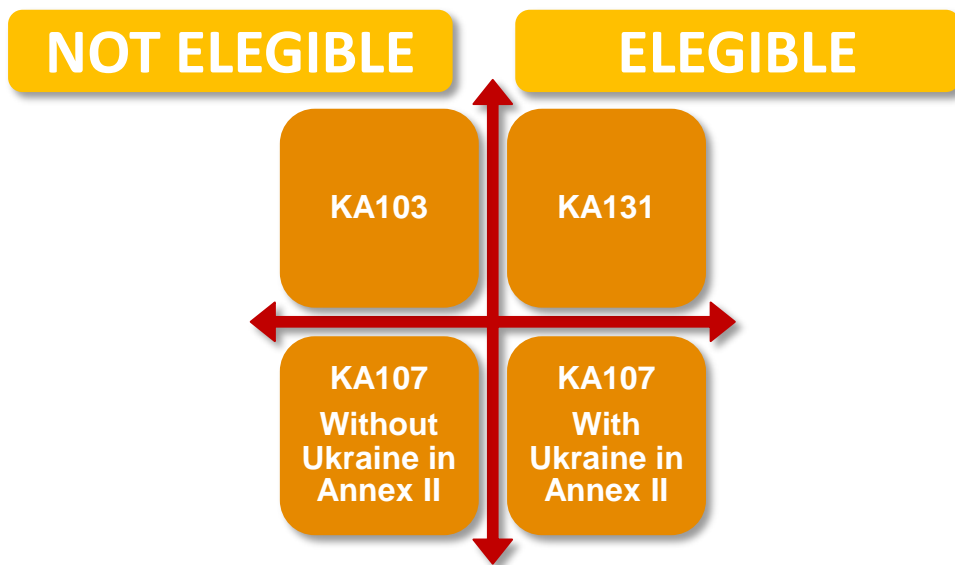 NOT ELEGIBLE
ELEGIBLE
KA103
KA131
KA107
Without
Ukraine in
Annex II
KA107
With
Ukraine in
Annex II